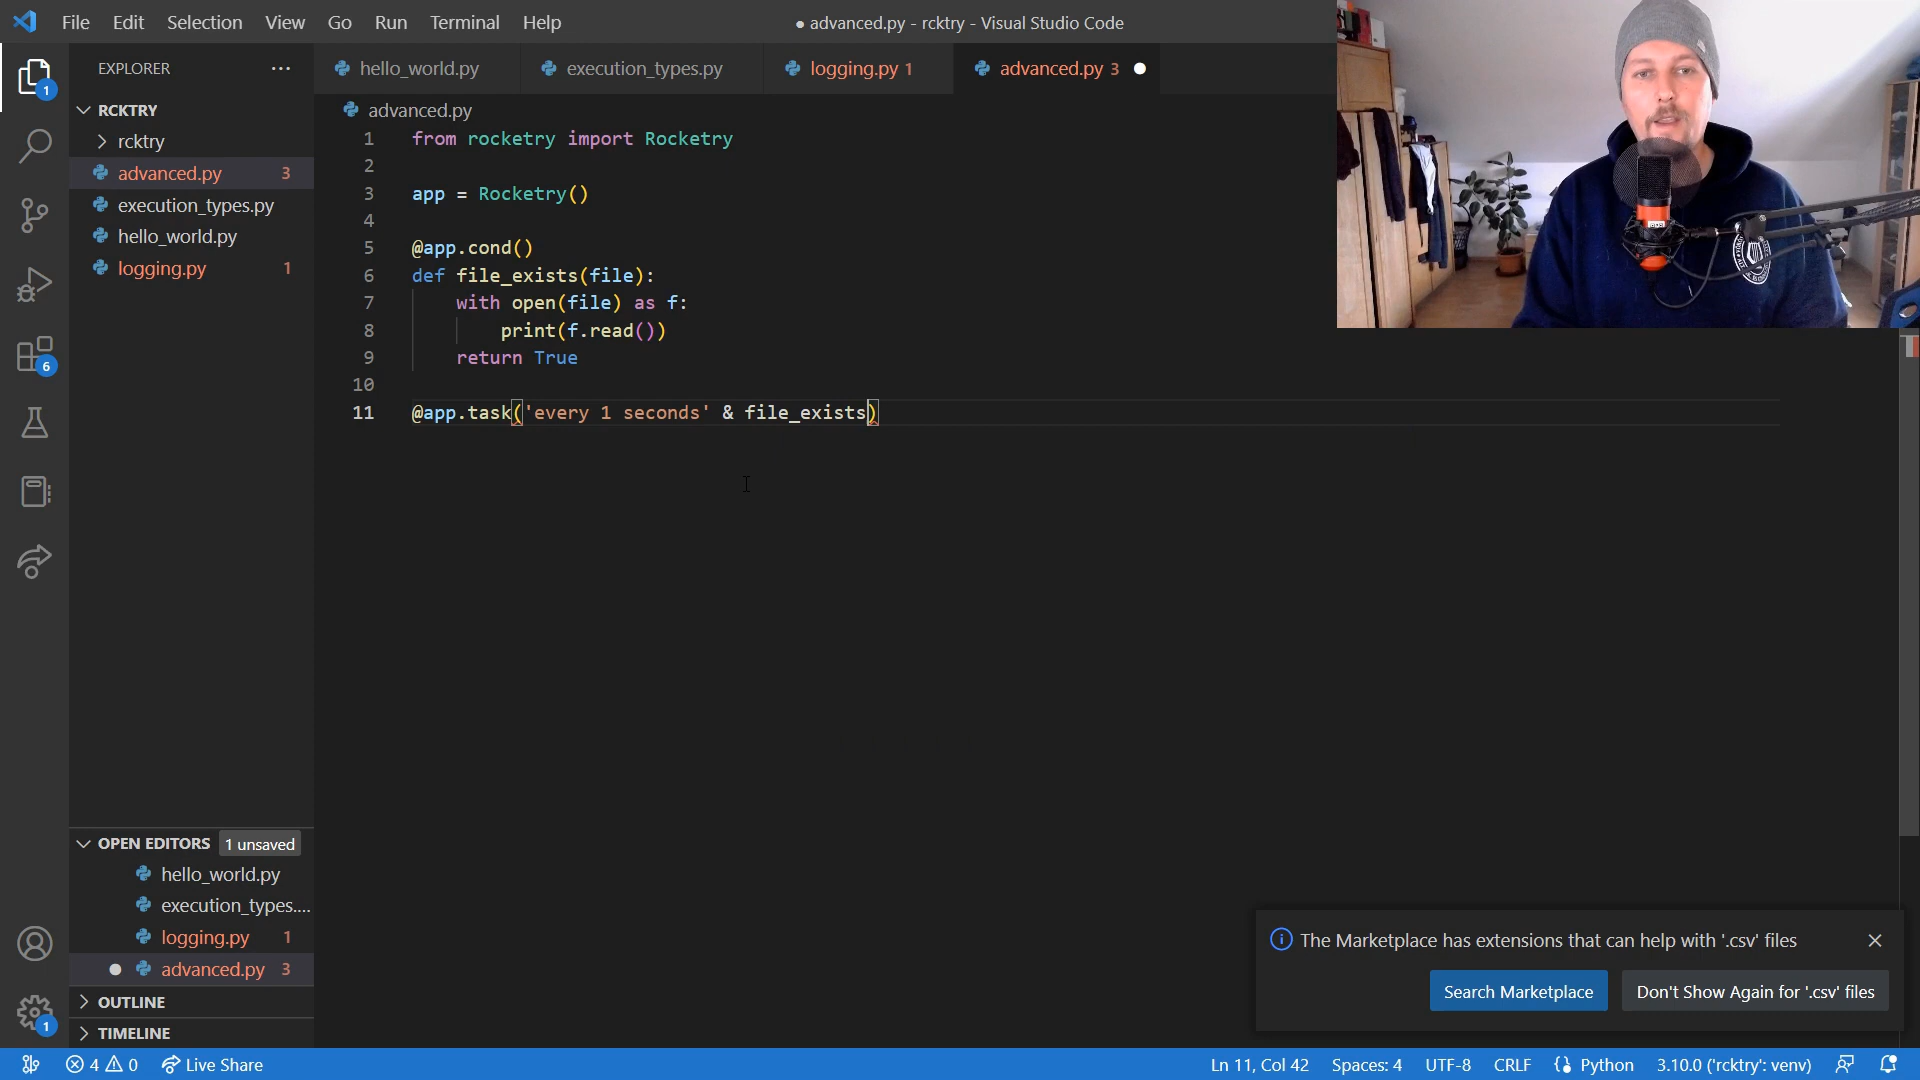 File Edit Selection View Go Run Terminal Help
● advanced.py - rcktry - Visual Studio Code
EXPLORER
hello_world.py
execution_types.py
logging.py 1
advanced.py 3
RCKTRY
rcktry
advanced.py 3
execution_types.py
hello_world.py
logging.py 1
advanced.py
1 from rocketry import Rocketry
2
3 app = Rocketry()
4
5 @app.cond()
6 def file_exists(file):
7 with open(file) as f:
8 print(f.read())
9 return True
10
11 @app.task('every 1 seconds' & file_exists)
1
6
OPEN EDITORS 1 unsaved
hello_world.py
execution_types....
logging.py 1
advanced.py 3
OUTLINE
TIMELINE
1
The Marketplace has extensions that can help with '.csv' files
Search Marketplace
Don't Show Again for '.csv' files
4 0 Live Share
Ln 11, Col 42 Spaces: 4 UTF-8 CRLF Python 3.10.0 ('rcktry': venv)